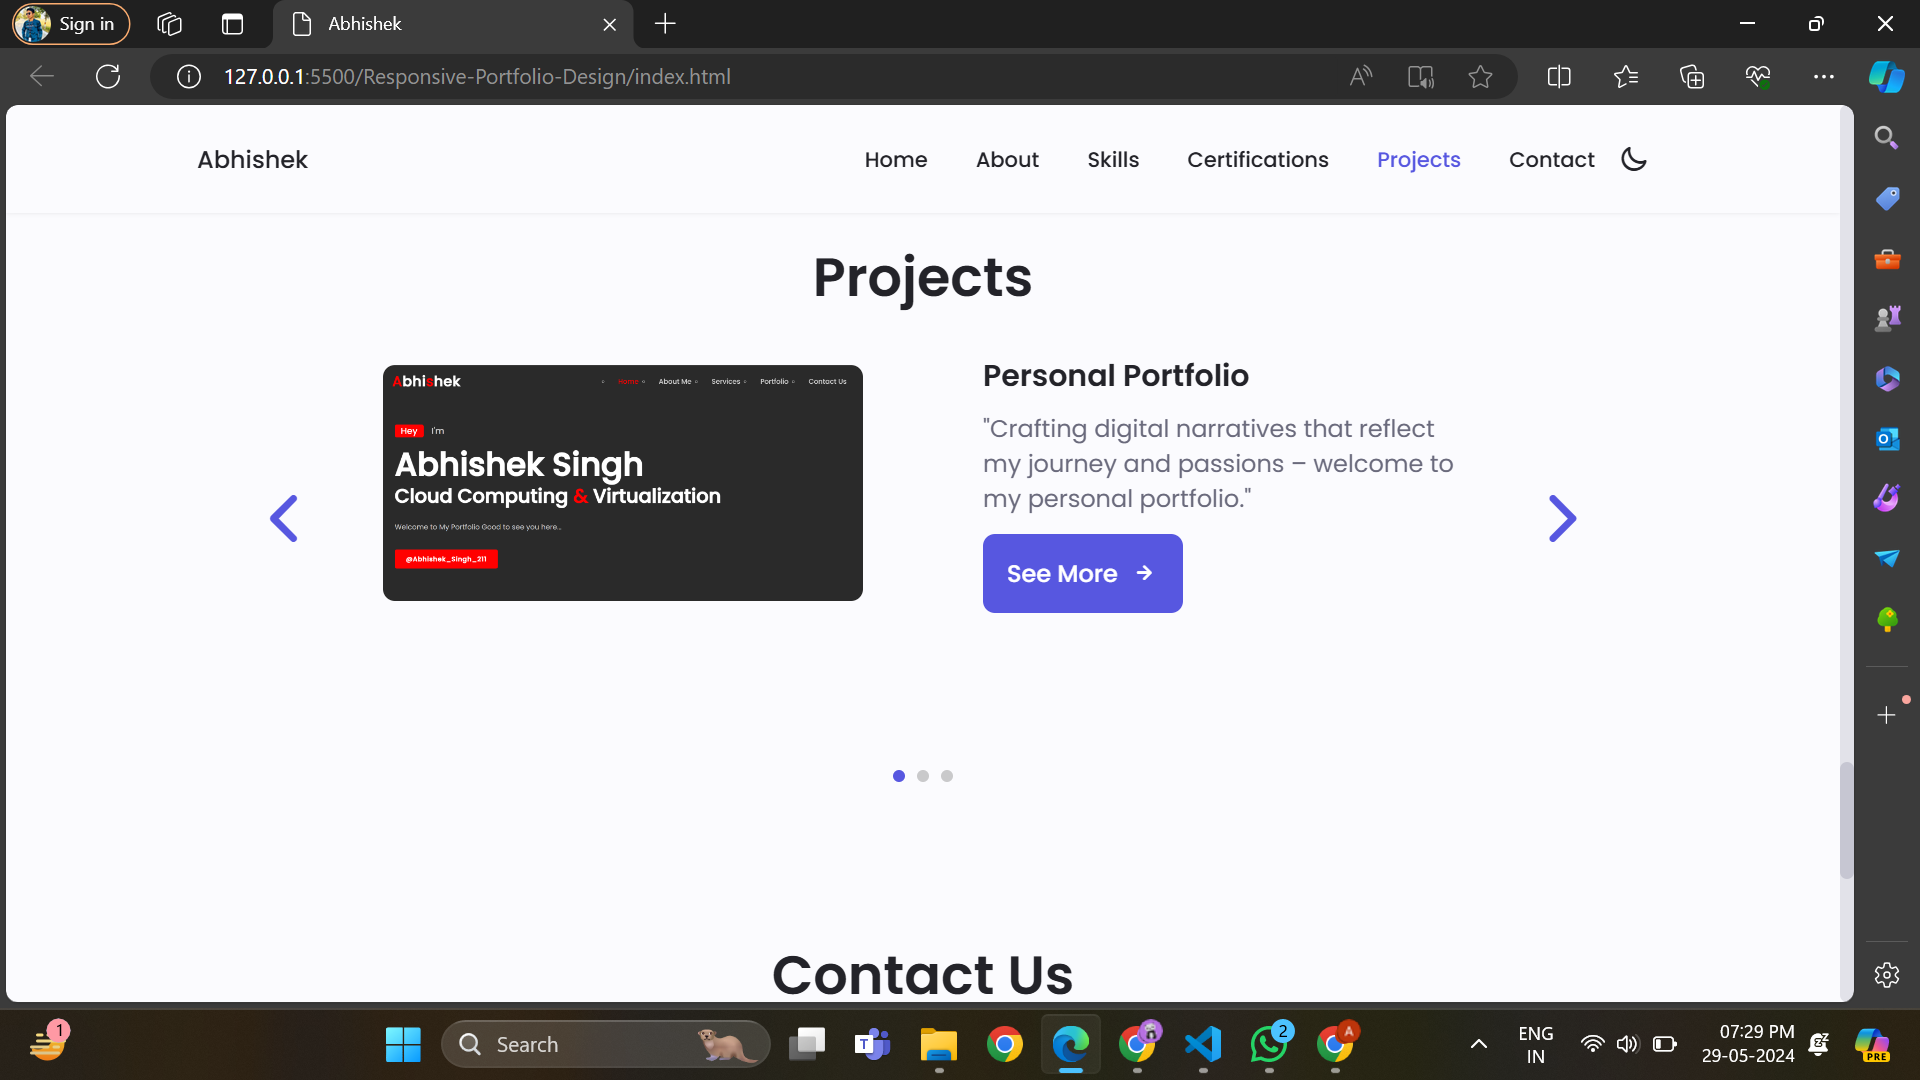 Sign in
Abhishek
127.0.0.1:5500/Responsive-Portfolio-Design/index.html
Abhishek
Home
About
Skills
Certifications
Projects
Contact
Projects
Abhishek
Home
About Me
Services
Portfolio
Contact Us
Hey I'm
Abhishek Singh
Cloud Computing & Virtualization
Welcome to My Portfolio Good to see you here...
@Abhishek_Singh_211
Personal Portfolio
"Crafting digital narratives that reflect
my journey and passions – welcome to
my personal portfolio."
See More
Contact Us
1
Search
T
2
A
ENG
IN
07:29 PM
29-05-2024
PRE